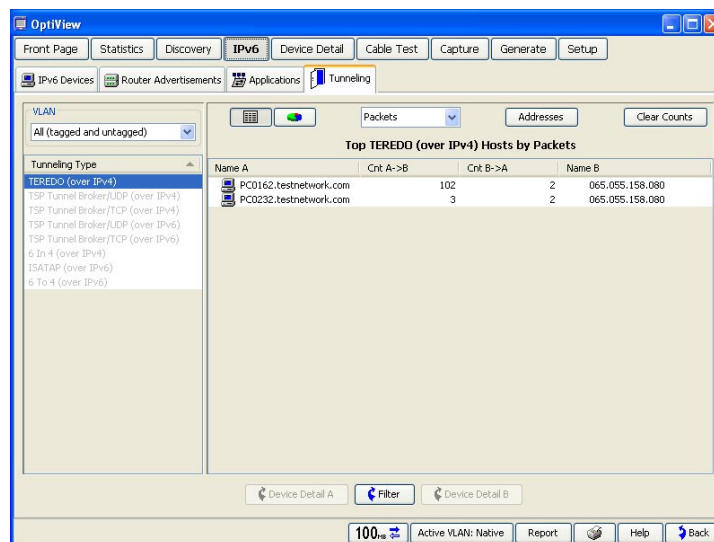 OptiView
Front Page Statistics Discovery IPv6 Device Detail Cable Test Capture Generate Setup
IPv6 Devices Router Advertisements Applications Tunneling
VLAN
All (tagged and untagged)
Packets Addresses Clear Counts
Top TEREDO (over IPv4) Hosts by Packets
Tunneling Type
TEREDO (over IPv4)
TSP Tunnel Broker/UDP (over IPv4)
TSP Tunnel Broker/TCP (over IPv4)
TSP Tunnel Broker/UDP (over IPv6)
TSP Tunnel Broker/TCP (over IPv6)
6 In 4 (over IPv4)
ISATAP (over IPv6)
6 To 4 (over IPv6)
Name A Cnt A->B Cnt B->A Name B
PC0162.testnetwork.com 102 2 065.055.158.080
PC0232.testnetwork.com 3 2 065.055.158.080
Device Detail A Filter Device Detail B
100 Active VLAN: Native Report Help Back